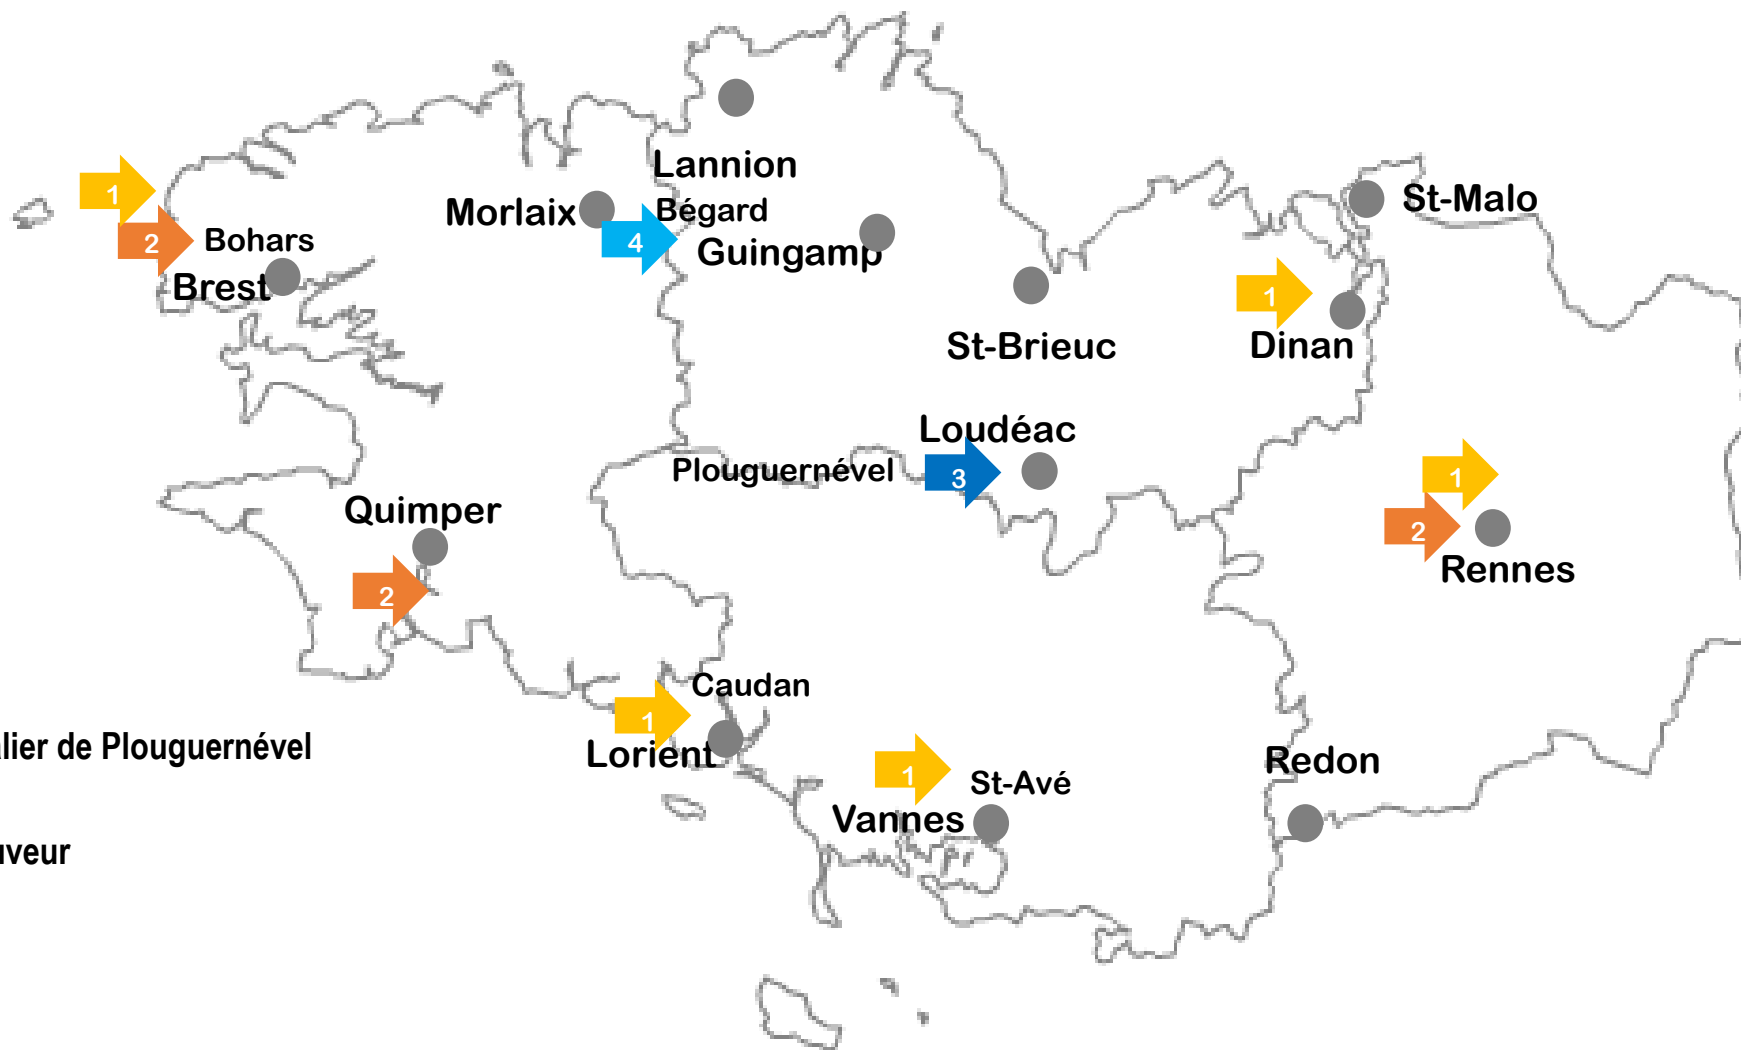 Lannion
1
Bégard
St-Malo
Morlaix
2
Bohars
4
Guingamp
Brest
1
St-Brieuc
Dinan
Loudéac
Plouguernével
3
1
Quimper
2
Rennes
2
Caudan
1
lier de Plouguernével
Lorient
Redon
1
St-Avé
Vannes
uveur